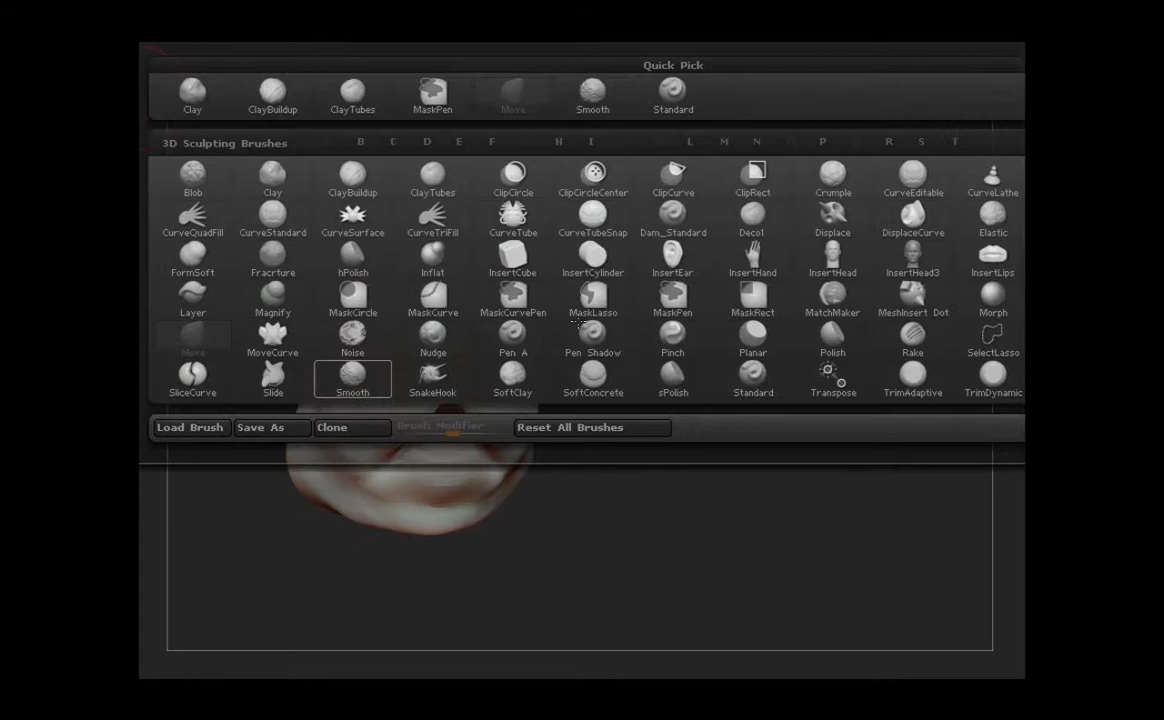 Quick Pick
Clay ClayBuildup ClayTubes MaskPen Move Smooth Standard
3D Sculpting Brushes B C D E F H I L M N P R S T
Blob Clay ClayBuildup ClayTubes ClipCircle ClipCircleCenter ClipCurve ClipRect Crumple CurveEditable CurveLathe
CurveQuadFill CurveStandard CurveSurface CurveTriFill CurveTube CurveTubeSnap Dam_Standard Deco1 Displace DisplaceCurve Elastic
FormSoft Fracrture hPolish Inflat InsertCube InsertCylinder InsertEar InsertHand InsertHead InsertHead3 InsertLips
Layer Magnify MaskCircle MaskCurve MaskCurvePen MaskLasso MaskPen MaskRect MatchMaker MeshInsert Dot Morph
Move MoveCurve Noise Nudge Pen A Pen Shadow Pinch Planar Polish Rake SelectLasso
SliceCurve Slide Smooth SnakeHook SoftClay SoftConcrete sPolish Standard Transpose TrimAdaptive TrimDynamic
Load Brush Save As Clone Brush Modifier Reset All Brushes